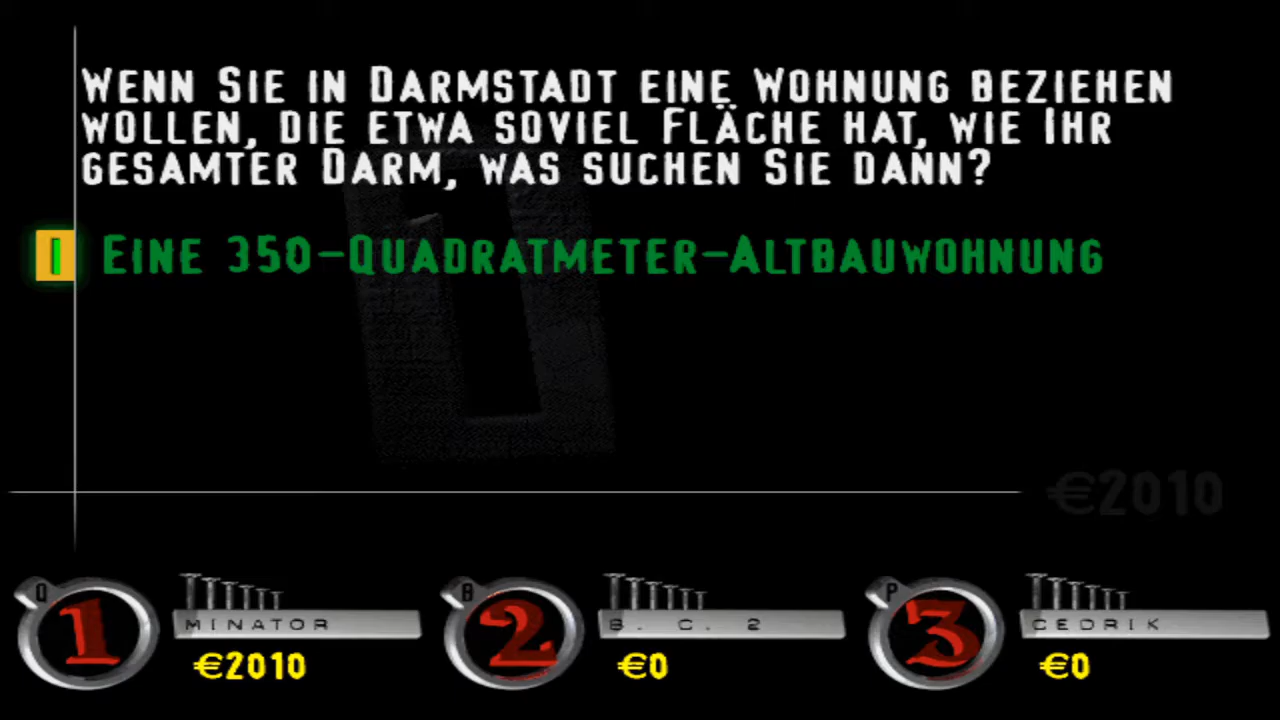 Wenn Sie in Darmstadt eine Wohnung beziehen
wollen, die etwa soviel Fläche hat, wie Ihr
gesamter Darm, was suchen Sie dann?
1 Eine 350-Quadratmeter-Altbauwohnung
€2010
Q 1 MINATOR €2010
B 2 B. C. 2 €0
P 3 CEDRIK €0